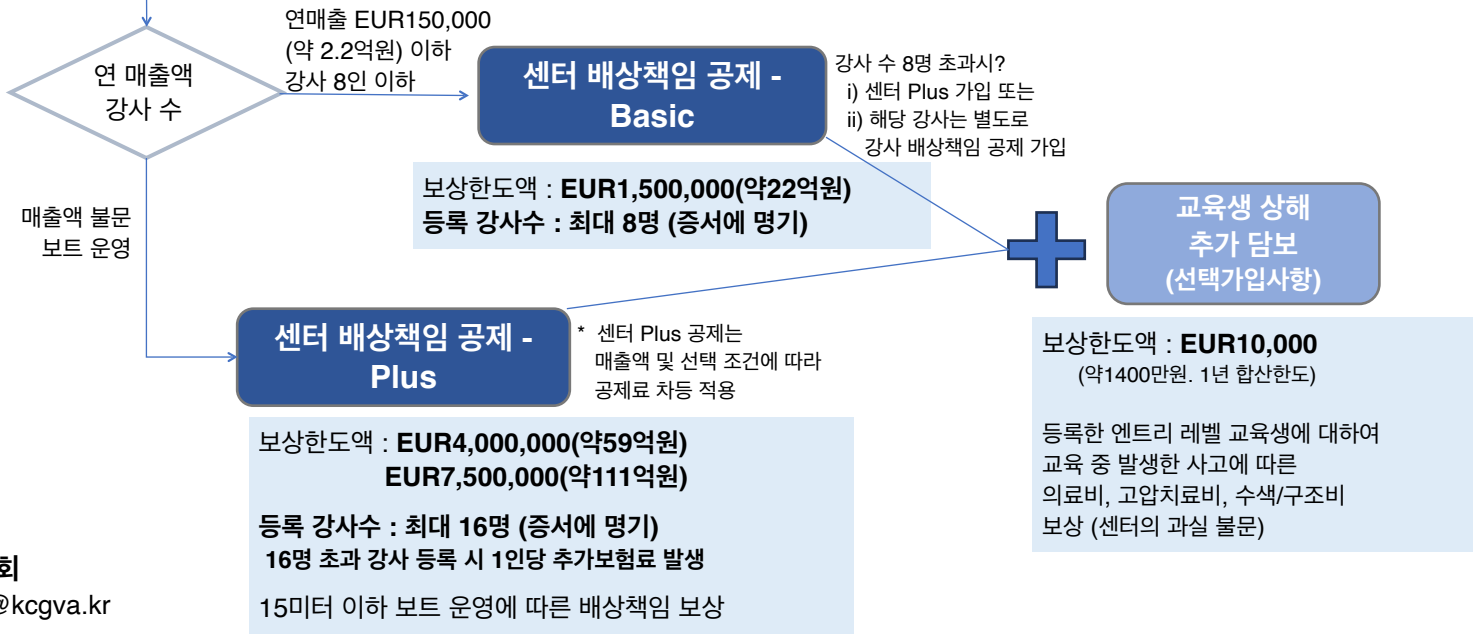 연매출 EUR150,000
(약 2.2억원) 이하
강사 8인 이하
연 매출액
강사 수
센터 배상책임 공제 -
Basic
강사 수 8명 초과시?
i) 센터 Plus 가입 또는
ii) 해당 강사는 별도로
강사 배상책임 공제 가입
보상한도액 : EUR1,500,000(약22억원)
등록 강사수 : 최대 8명 (증서에 명기)
매출액 불문
보트 운영
교육생 상해
추가 담보
(선택가입사항)
센터 배상책임 공제 -
Plus
* 센터 Plus 공제는
매출액 및 선택 조건에 따라
공제료 차등 적용
보상한도액 : EUR10,000
(약1400만원. 1년 합산한도)
등록한 엔트리 레벨 교육생에 대하여
교육 중 발생한 사고에 따른
의료비, 고압치료비, 수색/구조비
보상 (센터의 과실 불문)
보상한도액 : EUR4,000,000(약59억원)
EUR7,500,000(약111억원)
등록 강사수 : 최대 16명 (증서에 명기)
16명 초과 강사 등록 시 1인당 추가보험료 발생
15미터 이하 보트 운영에 따른 배상책임 보상
회
@kcgva.kr